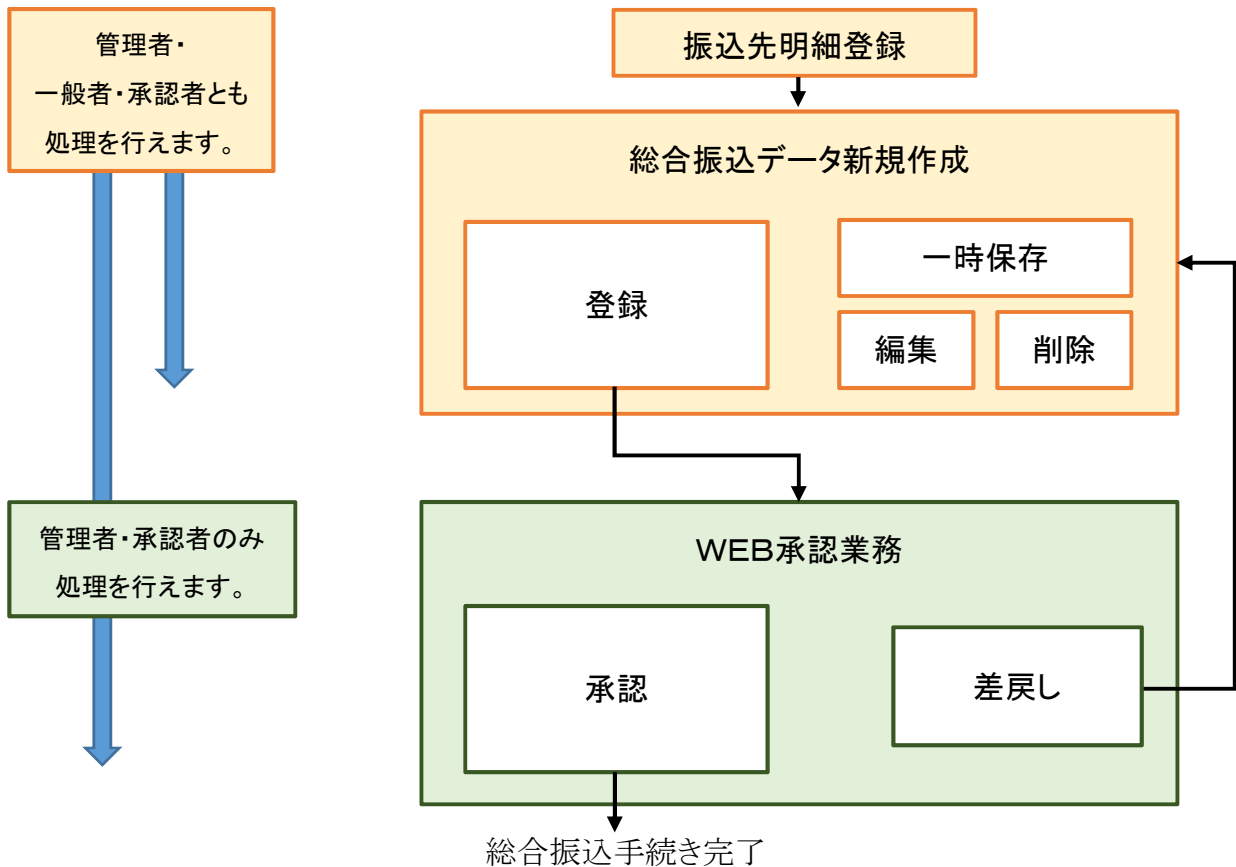 管理者・
一般者・承認者とも
処理を行えます。
管理者・承認者のみ
処理を行えます。
振込先明細登録
総合振込データ新規作成
登録
一時保存
編集
削除
WEB承認業務
承認
差戻し
総合振込手続き完了